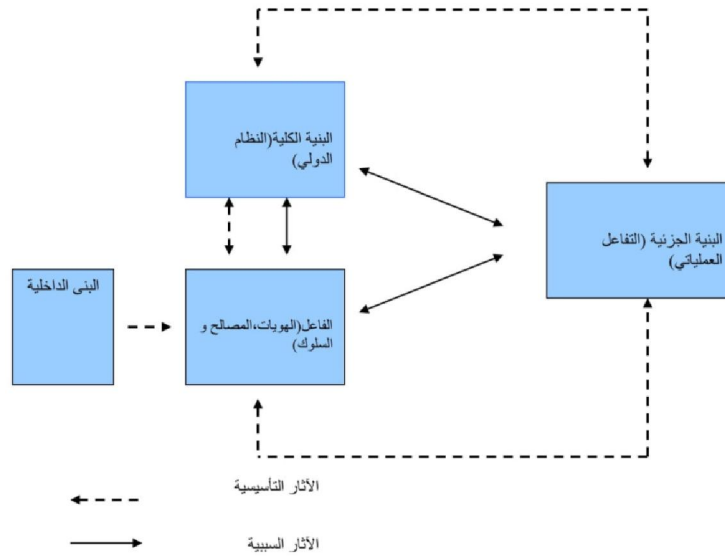 البنية الكلية(النظام
الدولي)
البنية الجزئية (التفاعل
العملياتي)
البنى الداخلية
الفاعل(الهويات،المصالح و
السلوك)
الآثار التأسيسية
الآثار السببية